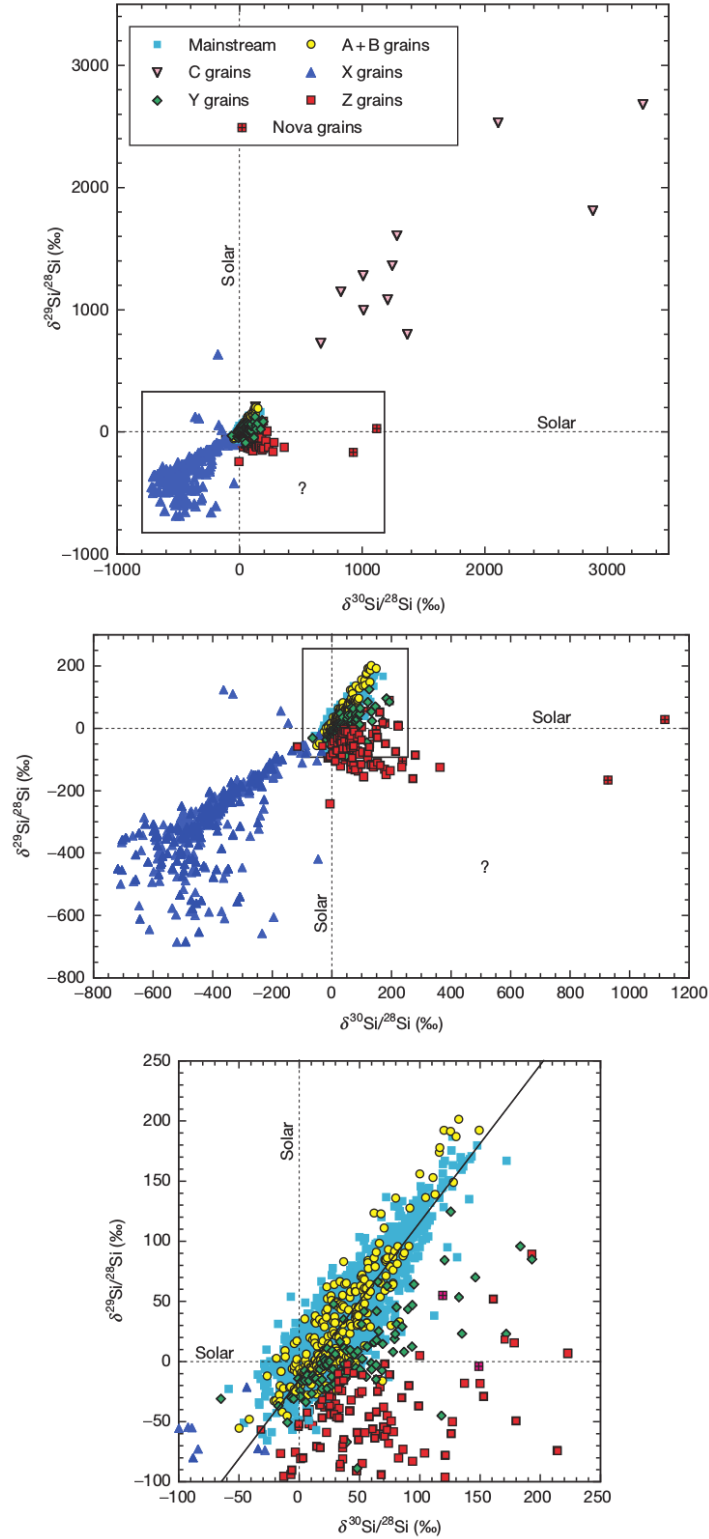 Mainstream A + B grains
C grains X grains
Y grains Z grains
Nova grains
3000
2000
1000
0
−1000
δ²⁹Si/²⁸Si (‰)
Solar
Solar
?
−1000 0 1000 2000 3000
δ³⁰Si/²⁸Si (‰)
200
0
−200
−400
−600
−800
δ²⁹Si/²⁸Si (‰)
Solar
Solar
?
−800 −600 −400 −200 0 200 400 600 800 1000 1200
δ³⁰Si/²⁸Si (‰)
250
200
150
100
50
0
−50
−100
δ²⁹Si/²⁸Si (‰)
Solar
Solar
−100 −50 0 50 100 150 200 250
δ³⁰Si/²⁸Si (‰)